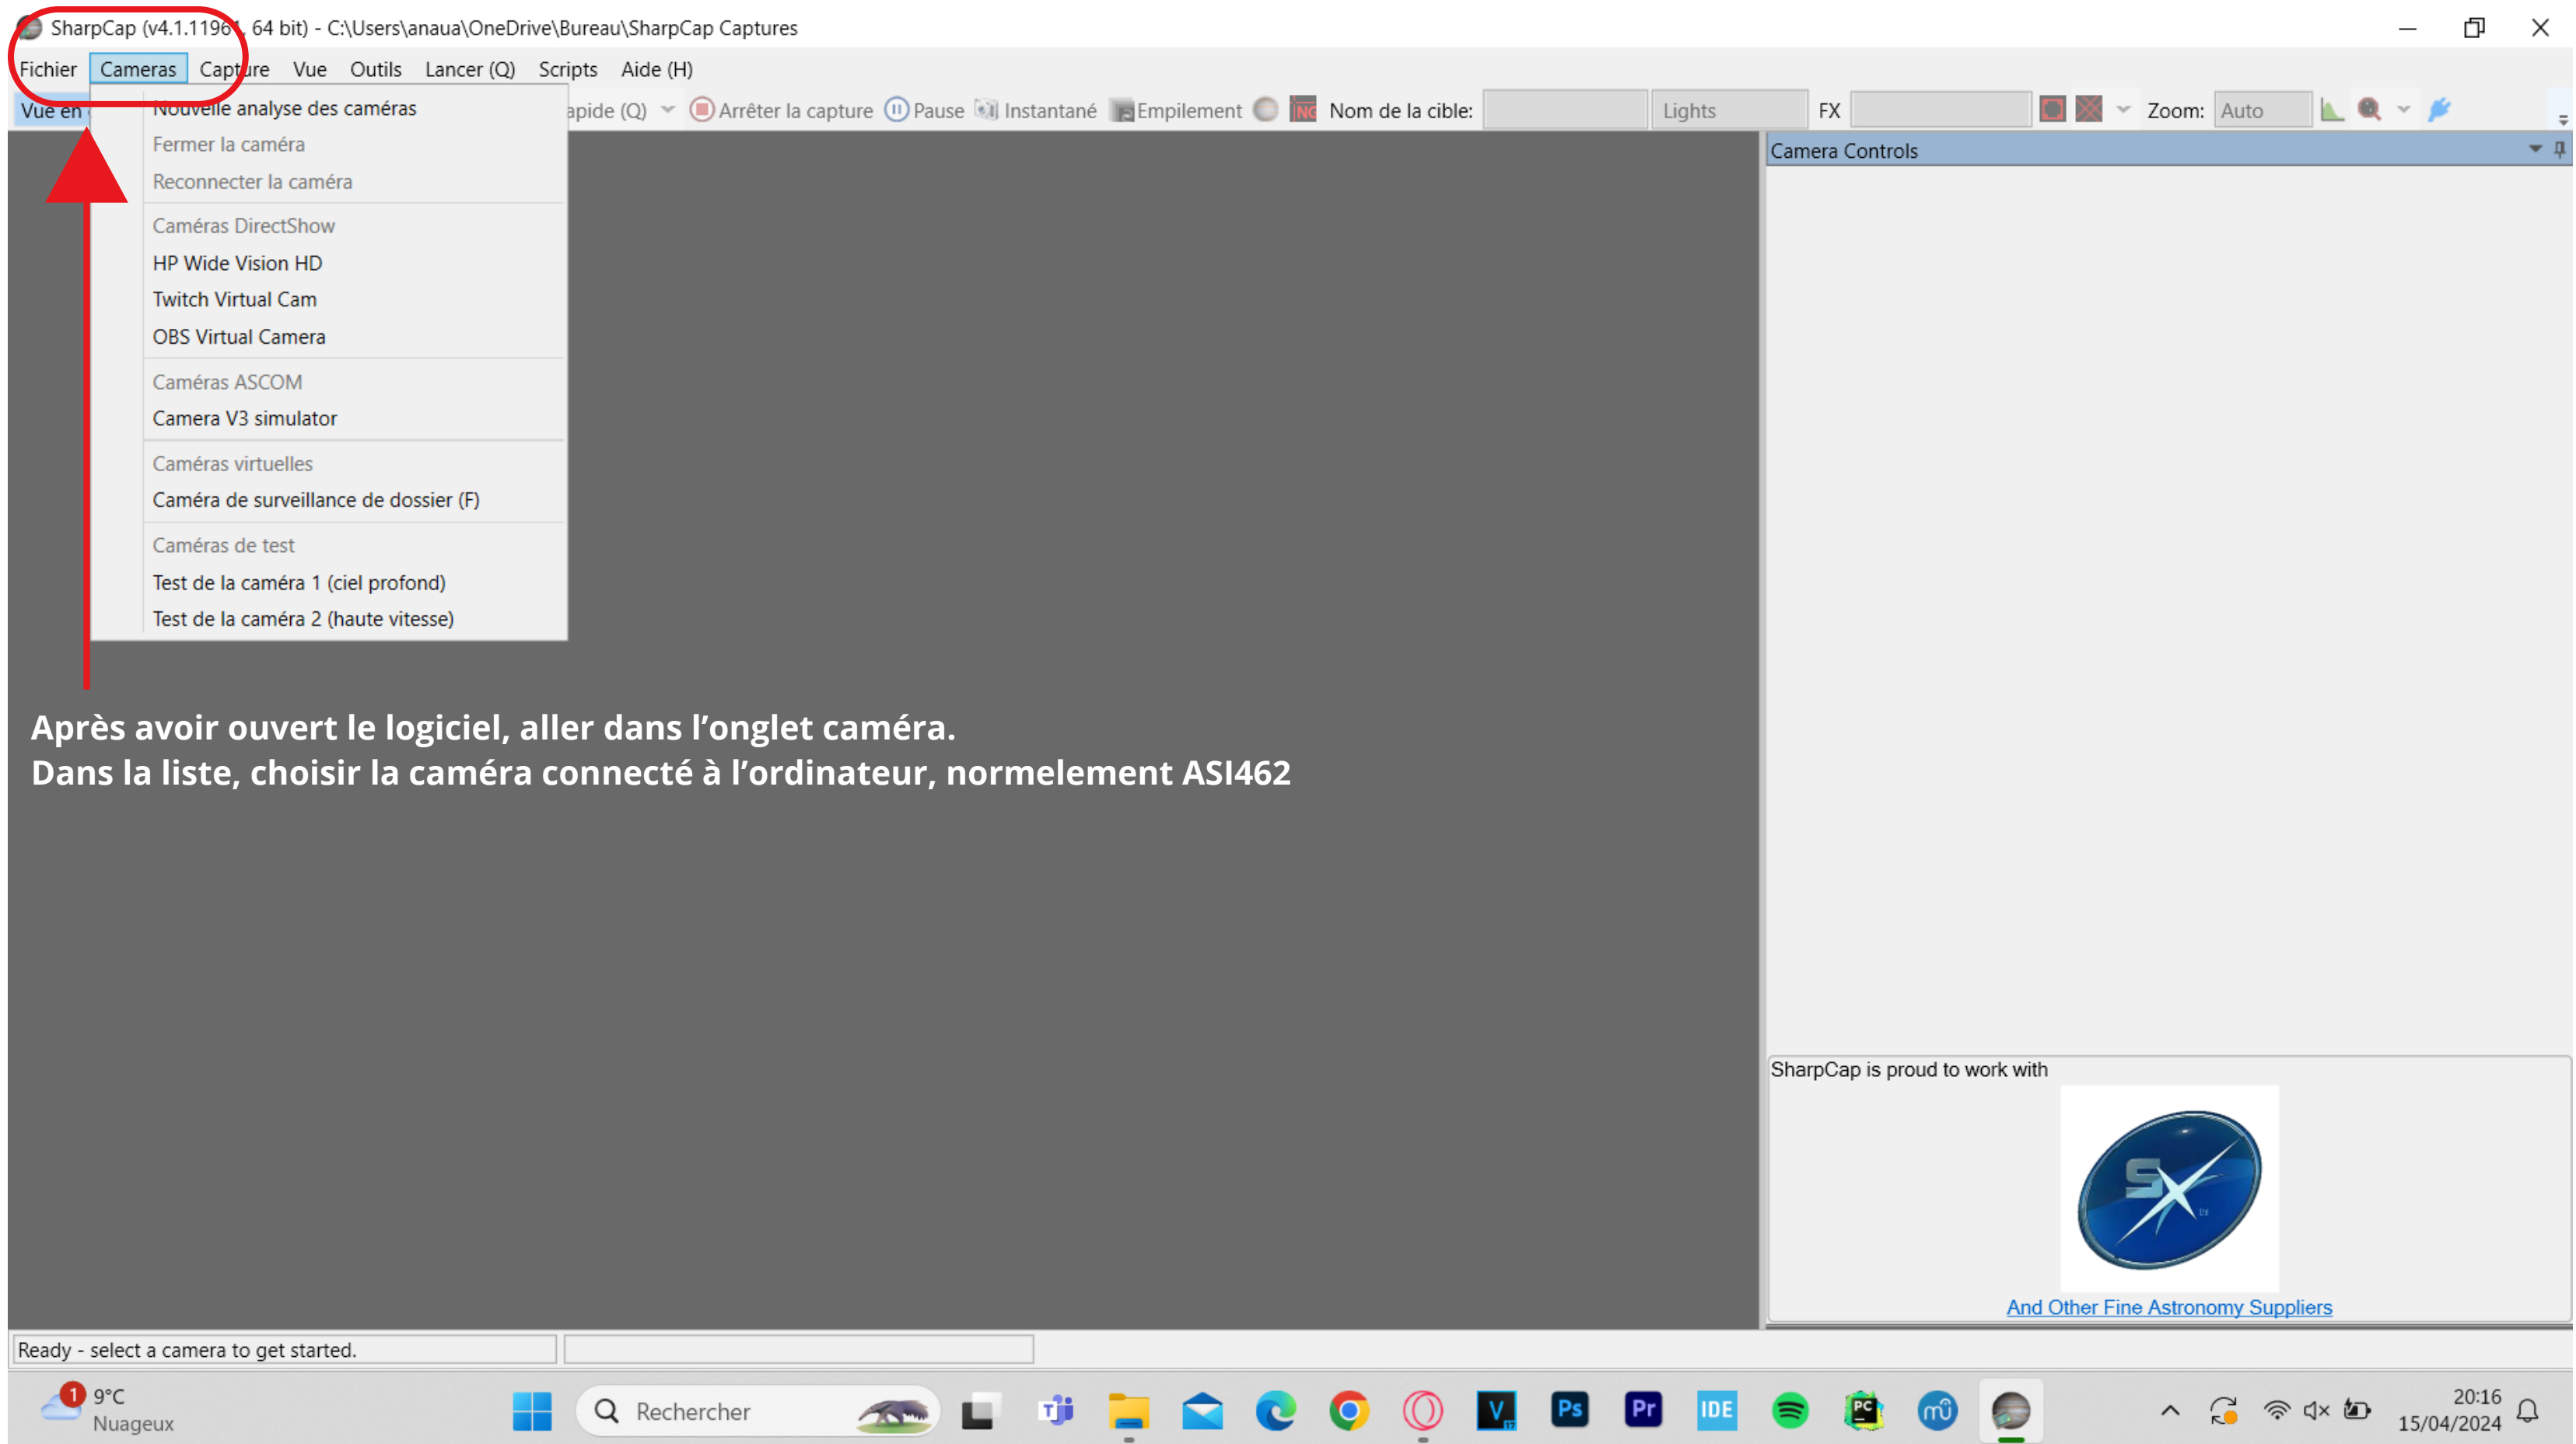 SharpCap (v4.1.11961, 64 bit) - C:\Users\anaua\OneDrive\Bureau\SharpCap Captures
Fichier Cameras Capture Vue Outils Lancer (Q) Scripts Aide (H)
Vue en apide (Q) Arrêter la capture Pause Instantané Empilement Nom de la cible: Lights FX Zoom: Auto
Nouvelle analyse des caméras
Fermer la caméra
Reconnecter la caméra
Caméras DirectShow
HP Wide Vision HD
Twitch Virtual Cam
OBS Virtual Camera
Caméras ASCOM
Camera V3 simulator
Caméras virtuelles
Caméra de surveillance de dossier (F)
Caméras de test
Test de la caméra 1 (ciel profond)
Test de la caméra 2 (haute vitesse)
Camera Controls
Après avoir ouvert le logiciel, aller dans l’onglet caméra.
Dans la liste, choisir la caméra connecté à l’ordinateur, normelement ASI462
SharpCap is proud to work with
SX
And Other Fine Astronomy Suppliers
Ready - select a camera to get started.
1 9°C
Nuageux
Rechercher
V Ps Pr IDE PC mû
20:16
15/04/2024